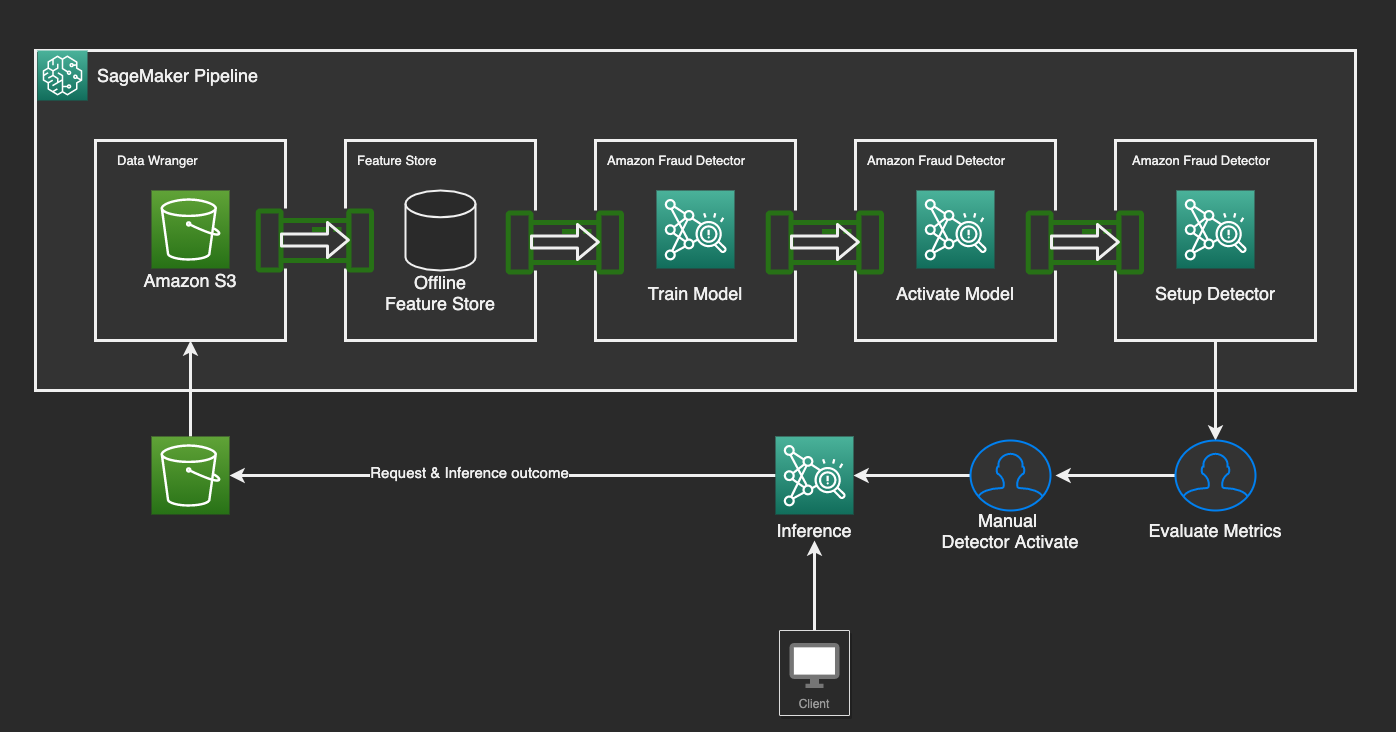 SageMaker Pipeline
Data Wranger
Feature Store
Amazon Fraud Detector
Amazon Fraud Detector
Amazon Fraud Detector
Amazon S3
Offline
Feature Store
Train Model
Activate Model
Setup Detector
Request & Inference outcome
Inference
Manual
Detector Activate
Evaluate Metrics
Client